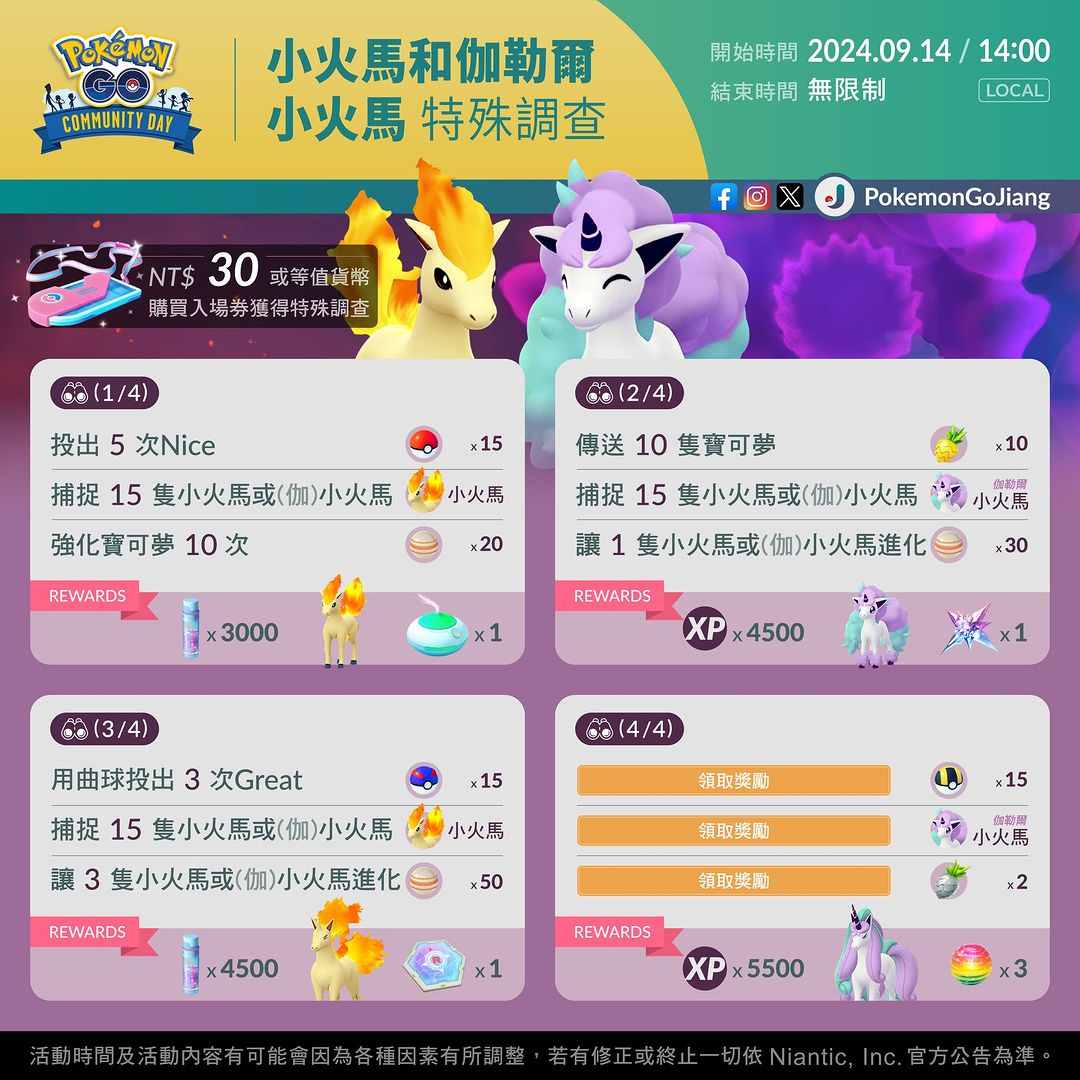 POKÉMON
GO
COMMUNITY DAY
小火馬和伽勒爾
小火馬 特殊調查
開始時間 2024.09.14 / 14:00
結束時間 無限制 LOCAL
PokemonGoJiang
NT$ 30 或等值貨幣
購買入場券獲得特殊調查
(1/4)
投出 5 次Nice x15
捕捉 15 隻小火馬或(伽)小火馬 小火馬
強化寶可夢 10 次 x20
REWARDS
x3000 x1
(2/4)
傳送 10 隻寶可夢 x10
捕捉 15 隻小火馬或(伽)小火馬 伽勒爾
小火馬
讓 1 隻小火馬或(伽)小火馬進化 x30
REWARDS
XP x4500 x1
(3/4)
用曲球投出 3 次Great x15
捕捉 15 隻小火馬或(伽)小火馬 小火馬
讓 3 隻小火馬或(伽)小火馬進化 x50
REWARDS
x4500 x1
(4/4)
領取獎勵 x15
領取獎勵 伽勒爾
小火馬
領取獎勵 x2
REWARDS
XP x5500 x3
活動時間及活動內容有可能會因為各種因素有所調整，若有修正或終止一切依 Niantic, Inc. 官方公告為準。